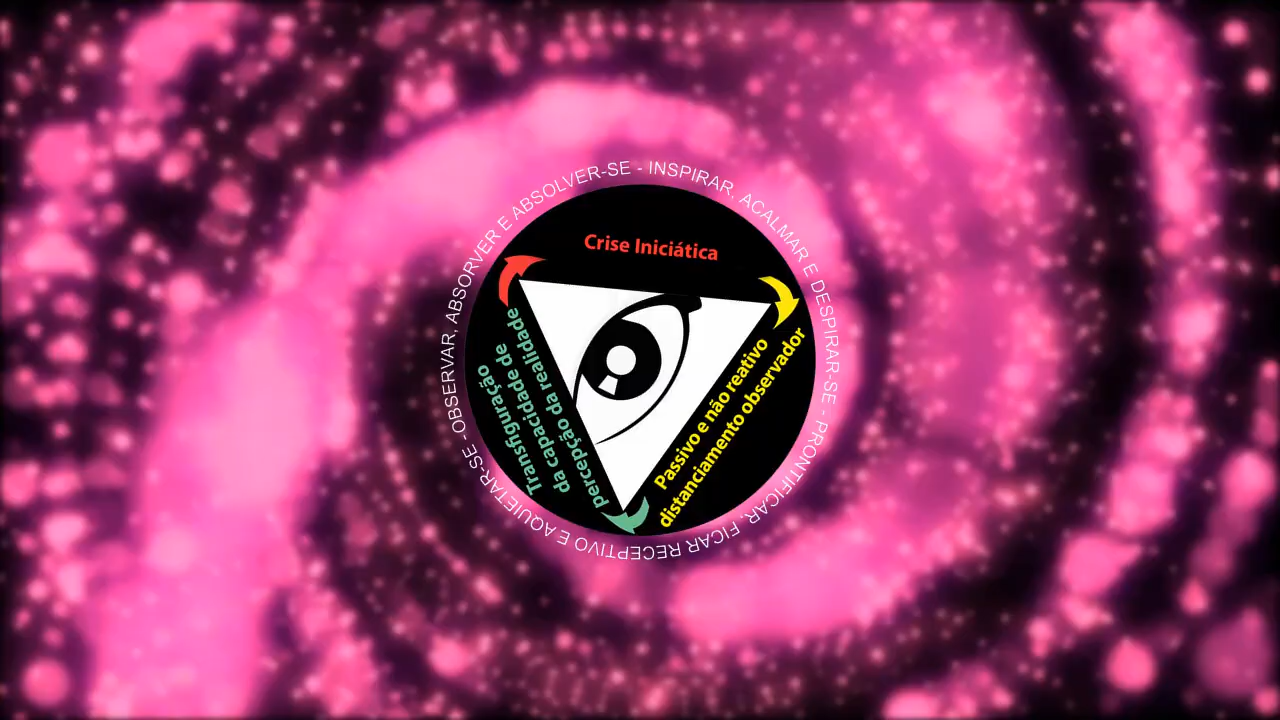 OBSERVAR, ABSORVER E ABSOLVER-SE - INSPIRAR, ACALMAR E DESPIRAR-SE - PRONTIFICAR, FICAR RECEPTIVO E AQUIETAR-SE -
Crise Iniciática
Passivo e não reativo
distanciamento observador
Transfiguração
da capacidade de
percepção da realidade